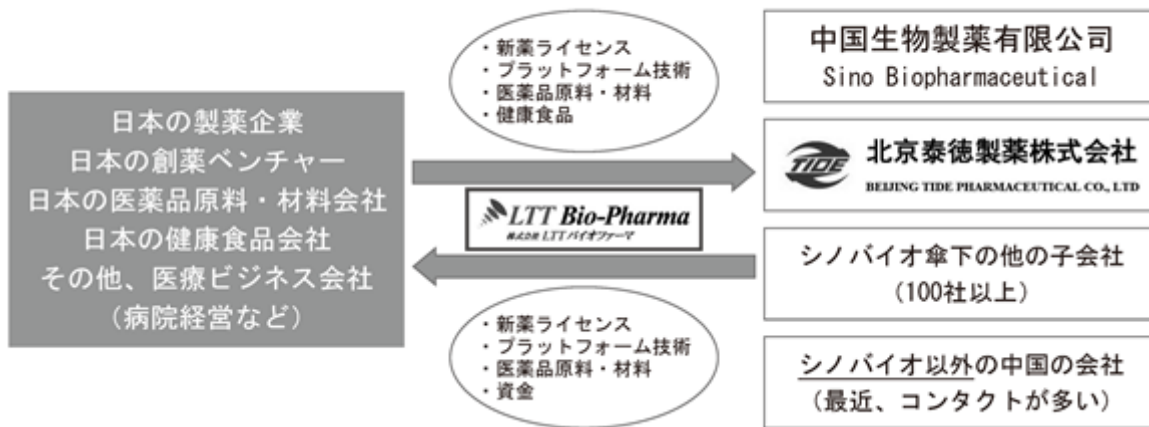 日本の製薬企業
日本の創薬ベンチャー
日本の医薬品原料・材料会社
日本の健康食品会社
その他、医療ビジネス会社
(病院経営など)
・新薬ライセンス
・プラットフォーム技術
・医薬品原料・材料
・健康食品
LTT Bio-Pharma
株式会社LTTバイオファーマ
・新薬ライセンス
・プラットフォーム技術
・医薬品原料・材料
・資金
中国生物製薬有限公司
Sino Biopharmaceutical
TIDE
北京泰徳製薬株式会社
BEIJING TIDE PHARMACEUTICAL CO., LTD
シノバイオ傘下の他の子会社
(100社以上)
シノバイオ以外の中国の会社
(最近、コンタクトが多い)